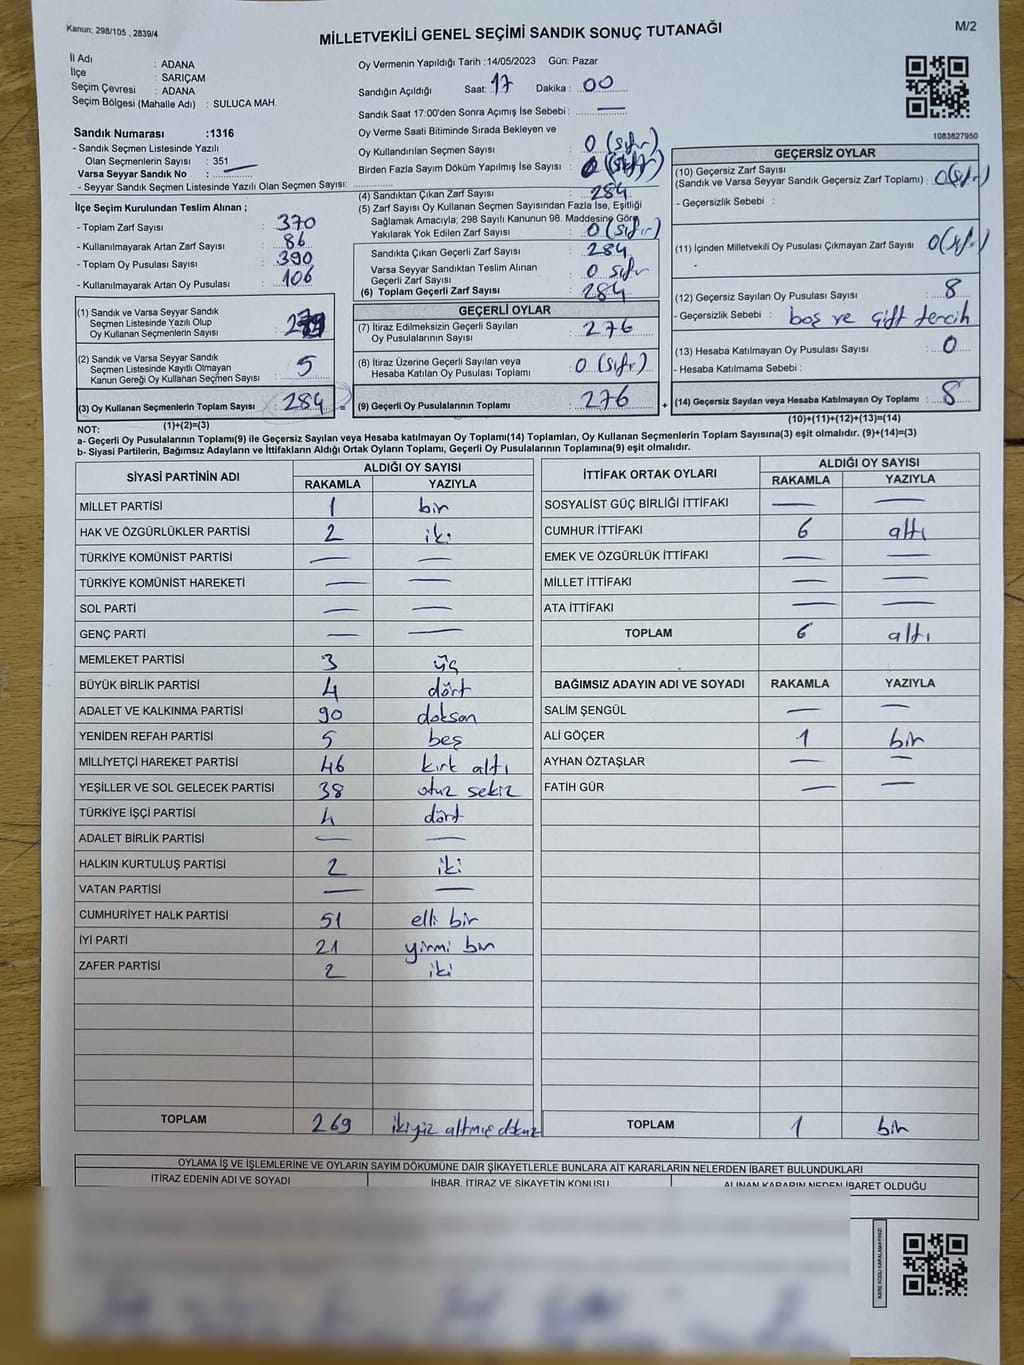 Kanun; 298/105 , 2839/4
MİLLETVEKİLİ GENEL SEÇİMİ SANDIK SONUÇ TUTANAĞI
M/2
İl Adı : ADANA
İlçe : SARIÇAM
Seçim Çevresi : ADANA
Seçim Bölgesi (Mahalle Adı) : SULUCA MAH.
Sandık Numarası :1316
- Sandık Seçmen Listesinde Yazılı
Olan Seçmenlerin Sayısı : 351
Varsa Seyyar Sandık No :
- Seyyar Sandık Seçmen Listesinde Yazılı Olan Seçmen Sayısı:
İlçe Seçim Kurulundan Teslim Alınan ;
- Toplam Zarf Sayısı : 370
- Kullanılmayarak Artan Zarf Sayısı : 86
- Toplam Oy Pusulası Sayısı : 390
- Kullanılmayarak Artan Oy Pusulası : 106
(1) Sandık ve Varsa Seyyar Sandık
Seçmen Listesinde Yazılı Olup
Oy Kullanan Seçmenlerin Sayısı :
(2) Sandık ve Varsa Seyyar Sandık
Seçmen Listesinde Kayıtlı Olmayan
Kanun Gereği Oy Kullanan Seçmen Sayısı : 5
(3) Oy Kullanan Seçmenlerin Toplam Sayısı : 284
(1)+(2)=(3)
Oy Vermenin Yapıldığı Tarih :14/05/2023 Gün: Pazar
Sandığın Açıldığı Saat: 17 Dakika : 00
Sandık Saat 17:00'den Sonra Açımış İse Sebebi : —
Oy Verme Saati Bitiminde Sırada Bekleyen ve
Oy Kullandırılan Seçmen Sayısı : 0 (sıfır)
Birden Fazla Sayım Döküm Yapılmış İse Sayısı : 0 (sıfır)
(4) Sandıktan Çıkan Zarf Sayısı : 284
(5) Zarf Sayısı Oy Kullanan Seçmen Sayısından Fazla İse, Eşitliği
Sağlamak Amacıyla; 298 Sayılı Kanunun 98. Maddesine Göre
Yakılarak Yok Edilen Zarf Sayısı : 0 (sıfır)
Sandıkta Çıkan Geçerli Zarf Sayısı : 284
Varsa Seyyar Sandıktan Teslim Alınan
Geçerli Zarf Sayısı : 0 sıfır
(6) Toplam Geçerli Zarf Sayısı : 284
GEÇERLİ OYLAR
(7) İtiraz Edilmeksizin Geçerli Sayılan
Oy Pusulalarının Sayısı : 276
(8) İtiraz Üzerine Geçerli Sayılan veya
Hesaba Katılan Oy Pusulası Toplamı : 0 (sıfır)
= (9) Geçerli Oy Pusulalarının Toplamı : 276 +
1083827950
GEÇERSİZ OYLAR
(10) Geçersiz Zarf Sayısı
(Sandık ve Varsa Seyyar Sandık Geçersiz Zarf Toplamı) : 0 (sıfır)
- Geçersizlik Sebebi :
(11) İçinden Milletvekili Oy Pusulası Çıkmayan Zarf Sayısı : 0 (sıfır)
(12) Geçersiz Sayılan Oy Pusulası Sayısı : 8
- Geçersizlik Sebebi : boş ve çift tercih
(13) Hesaba Katılmayan Oy Pusulası Sayısı : 0
- Hesaba Katılmama Sebebi :
(14) Geçersiz Sayılan veya Hesaba Katılmayan Oy Toplamı : 8
(10)+(11)+(12)+(13)=(14)
NOT:
a- Geçerli Oy Pusulalarının Toplamı(9) ile Geçersiz Sayılan veya Hesaba katılmayan Oy Toplamı(14) Toplamları, Oy Kullanan Seçmenlerin Toplam Sayısına(3) eşit olmalıdır. (9)+(14)=(3)
b- Siyasi Partilerin, Bağımsız Adayların ve İttifakların Aldığı Ortak Oyların Toplamı, Geçerli Oy Pusulalarının Toplamına(9) eşit olmalıdır.
SİYASİ PARTİNİN ADI ALDIĞI OY SAYISI
RAKAMLA YAZIYLA
MİLLET PARTİSİ 1 bir
HAK VE ÖZGÜRLÜKLER PARTİSİ 2 iki
TÜRKİYE KOMÜNİST PARTİSİ — —
TÜRKİYE KOMÜNİST HAREKETİ — —
SOL PARTİ — —
GENÇ PARTİ — —
MEMLEKET PARTİSİ 3 üç
BÜYÜK BİRLİK PARTİSİ 4 dört
ADALET VE KALKINMA PARTİSİ 90 doksan
YENİDEN REFAH PARTİSİ 5 beş
MİLLİYETÇİ HAREKET PARTİSİ 46 kırk altı
YEŞİLLER VE SOL GELECEK PARTİSİ 38 otuz sekiz
TÜRKİYE İŞÇİ PARTİSİ 4 dört
ADALET BİRLİK PARTİSİ — —
HALKIN KURTULUŞ PARTİSİ 2 iki
VATAN PARTİSİ — —
CUMHURİYET HALK PARTİSİ 51 elli bir
İYİ PARTİ 21 yirmi bir
ZAFER PARTİSİ 2 iki
TOPLAM 269 ikiyüz altmış dokuz
İTTİFAK ORTAK OYLARI ALDIĞI OY SAYISI
RAKAMLA YAZIYLA
SOSYALİST GÜÇ BİRLİĞİ İTTİFAKI — —
CUMHUR İTTİFAKI 6 altı
EMEK VE ÖZGÜRLÜK İTTİFAKI — —
MİLLET İTTİFAKI — —
ATA İTTİFAKI — —
TOPLAM 6 altı
BAĞIMSIZ ADAYIN ADI VE SOYADI RAKAMLA YAZIYLA
SALİM ŞENGÜL — —
ALİ GÖÇER 1 bir
AYHAN ÖZTAŞLAR — —
FATİH GÜR — —
TOPLAM 1 bir
OYLAMA İŞ VE İŞLEMLERİNE VE OYLARIN SAYIM DÖKÜMÜNE DAİR ŞİKAYETLERLE BUNLARA AİT KARARLARIN NELERDEN İBARET BULUNDUKLARI
İTİRAZ EDENİN ADI VE SOYADI İHBAR, İTİRAZ VE ŞİKAYETİN KONUSU ALINAN KARARIN NEDEN İBARET OLDUĞU
KARE KODU KARALAMAYINIZ!